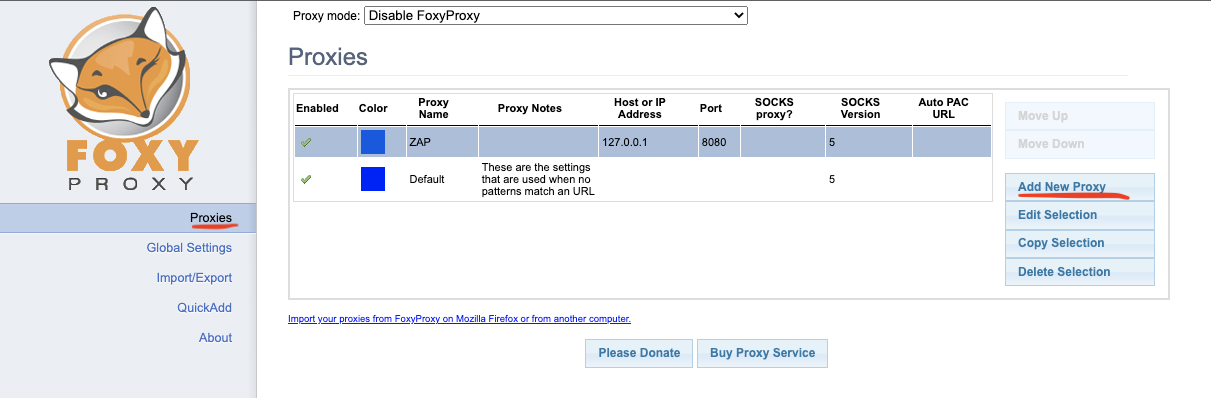 Proxy mode: Disable FoxyProxy
Proxies
FOXY
PROXY
Proxies
Global Settings
Import/Export
QuickAdd
About
Enabled Color Proxy Name Proxy Notes Host or IP Address Port SOCKS proxy? SOCKS Version Auto PAC URL
ZAP 127.0.0.1 8080 5
Default These are the settings that are used when no patterns match an URL 5
Move Up
Move Down
Add New Proxy
Edit Selection
Copy Selection
Delete Selection
Import your proxies from FoxyProxy on Mozilla Firefox or from another computer.
Please Donate Buy Proxy Service